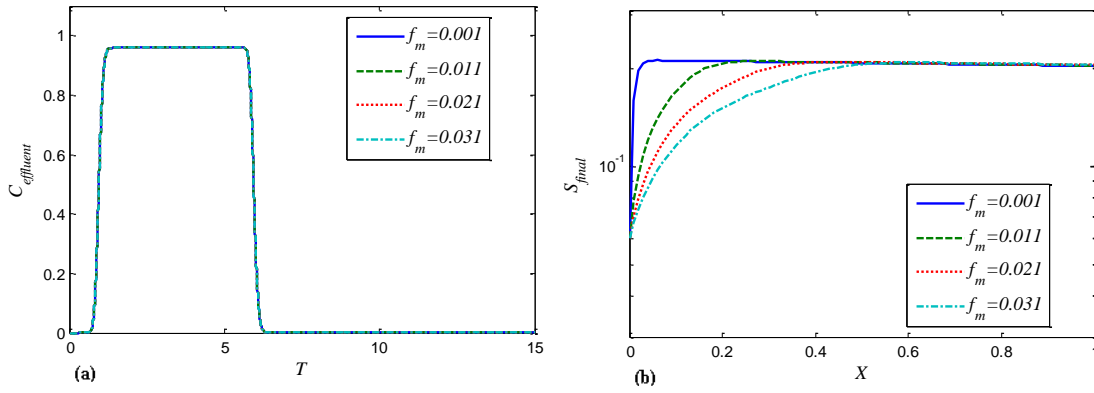 1
0.8
0.6
0.4
0.2
0
C_effluent
0
5
10
15
T
(a)
f_m=0.001
f_m=0.011
f_m=0.021
f_m=0.031
10^-1
S_final
0
0.2
0.4
0.6
0.8
1
X
(b)
f_m=0.001
f_m=0.011
f_m=0.021
f_m=0.031